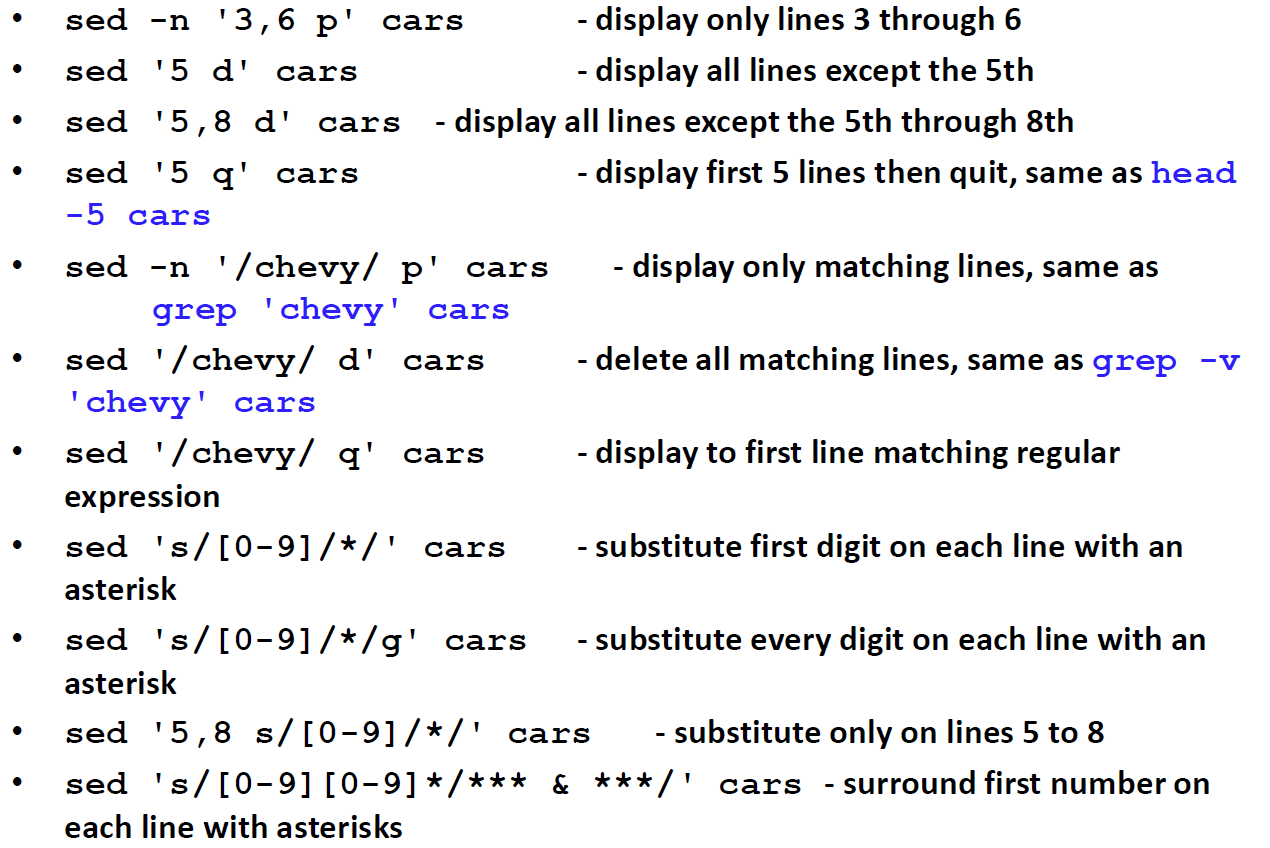 • sed -n '3,6 p' cars - display only lines 3 through 6
• sed '5 d' cars - display all lines except the 5th
• sed '5,8 d' cars - display all lines except the 5th through 8th
• sed '5 q' cars - display first 5 lines then quit, same as head
-5 cars
• sed -n '/chevy/ p' cars - display only matching lines, same as
grep 'chevy' cars
• sed '/chevy/ d' cars - delete all matching lines, same as grep -v
'chevy' cars
• sed '/chevy/ q' cars - display to first line matching regular
expression
• sed 's/[0-9]/*/' cars - substitute first digit on each line with an
asterisk
• sed 's/[0-9]/*/g' cars - substitute every digit on each line with an
asterisk
• sed '5,8 s/[0-9]/*/' cars - substitute only on lines 5 to 8
• sed 's/[0-9][0-9]*/*** & ***/' cars - surround first number on
each line with asterisks